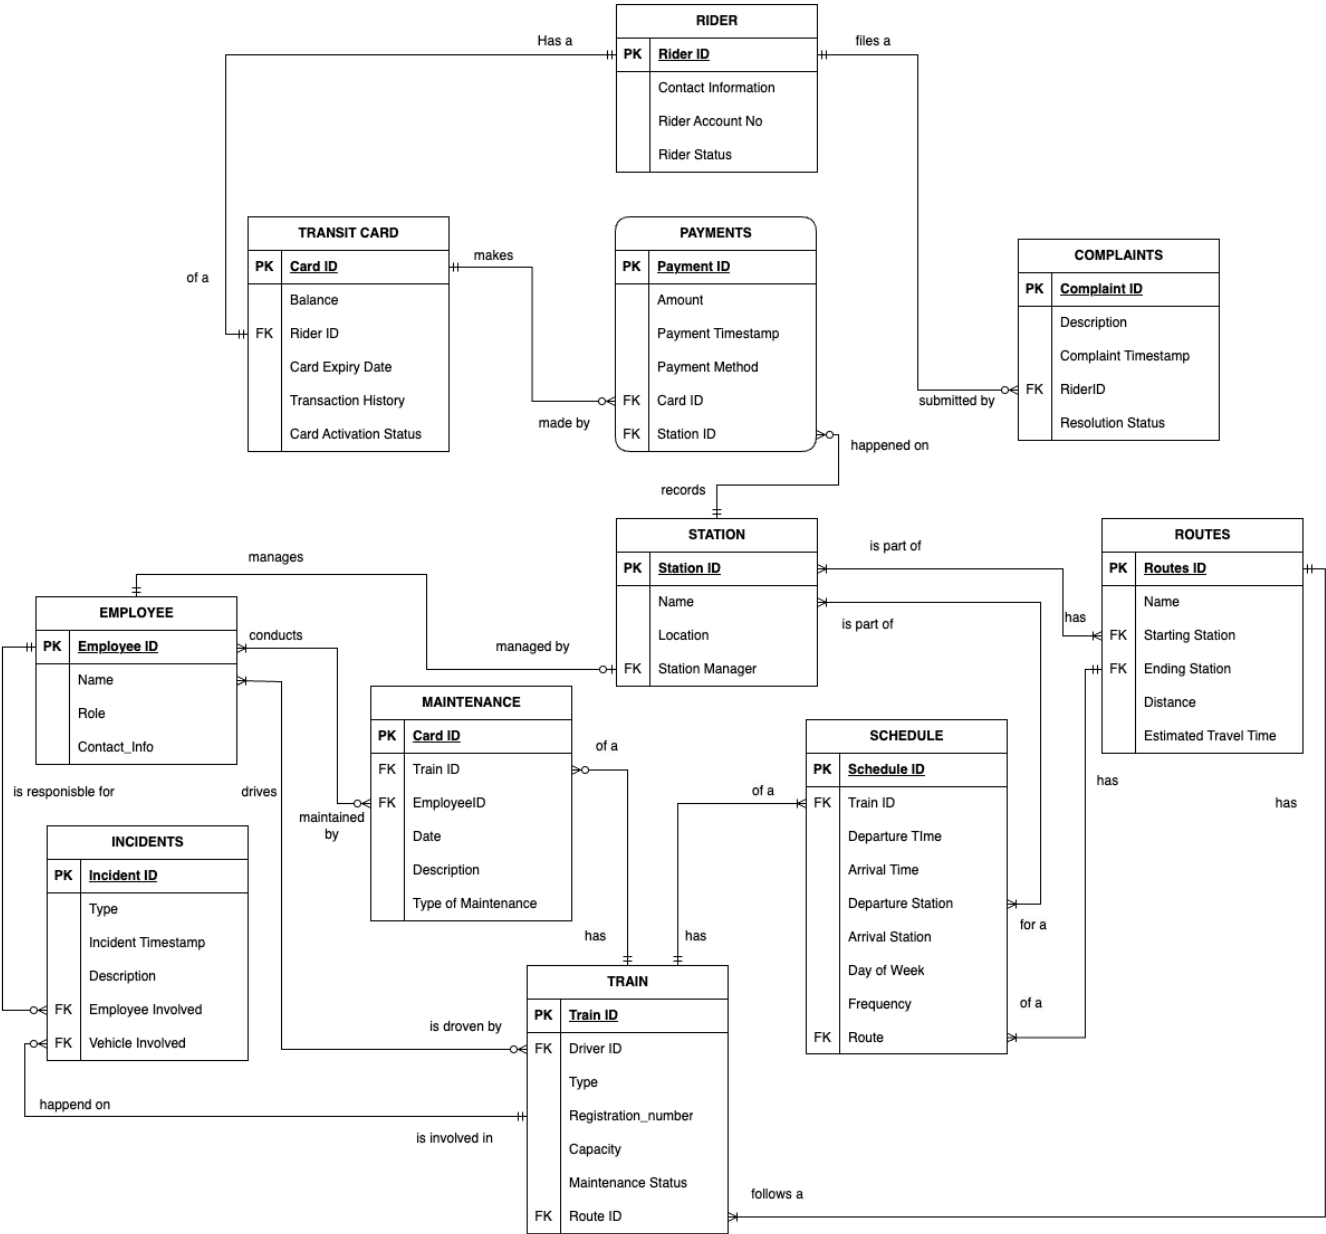 RIDER
PK Rider ID
Contact Information
Rider Account No
Rider Status
Has a
files a
of a
TRANSIT CARD
PK Card ID
Balance
FK Rider ID
Card Expiry Date
Transaction History
Card Activation Status
makes
made by
PAYMENTS
PK Payment ID
Amount
Payment Timestamp
Payment Method
FK Card ID
FK Station ID
happened on
records
COMPLAINTS
PK Complaint ID
Description
Complaint Timestamp
FK RiderID
Resolution Status
submitted by
STATION
PK Station ID
Name
Location
FK Station Manager
is part of
is part of
has
ROUTES
PK Routes ID
Name
FK Starting Station
FK Ending Station
Distance
Estimated Travel Time
has
has
manages
managed by
EMPLOYEE
PK Employee ID
Name
Role
Contact_Info
conducts
is responisble for
drives
maintained
by
MAINTENANCE
PK Card ID
FK Train ID
FK EmployeeID
Date
Description
Type of Maintenance
of a
has
SCHEDULE
PK Schedule ID
FK Train ID
Departure TIme
Arrival Time
Departure Station
Arrival Station
Day of Week
Frequency
FK Route
of a
has
for a
of a
INCIDENTS
PK Incident ID
Type
Incident Timestamp
Description
FK Employee Involved
FK Vehicle Involved
happend on
is involved in
is droven by
TRAIN
PK Train ID
FK Driver ID
Type
Registration_number
Capacity
Maintenance Status
FK Route ID
follows a